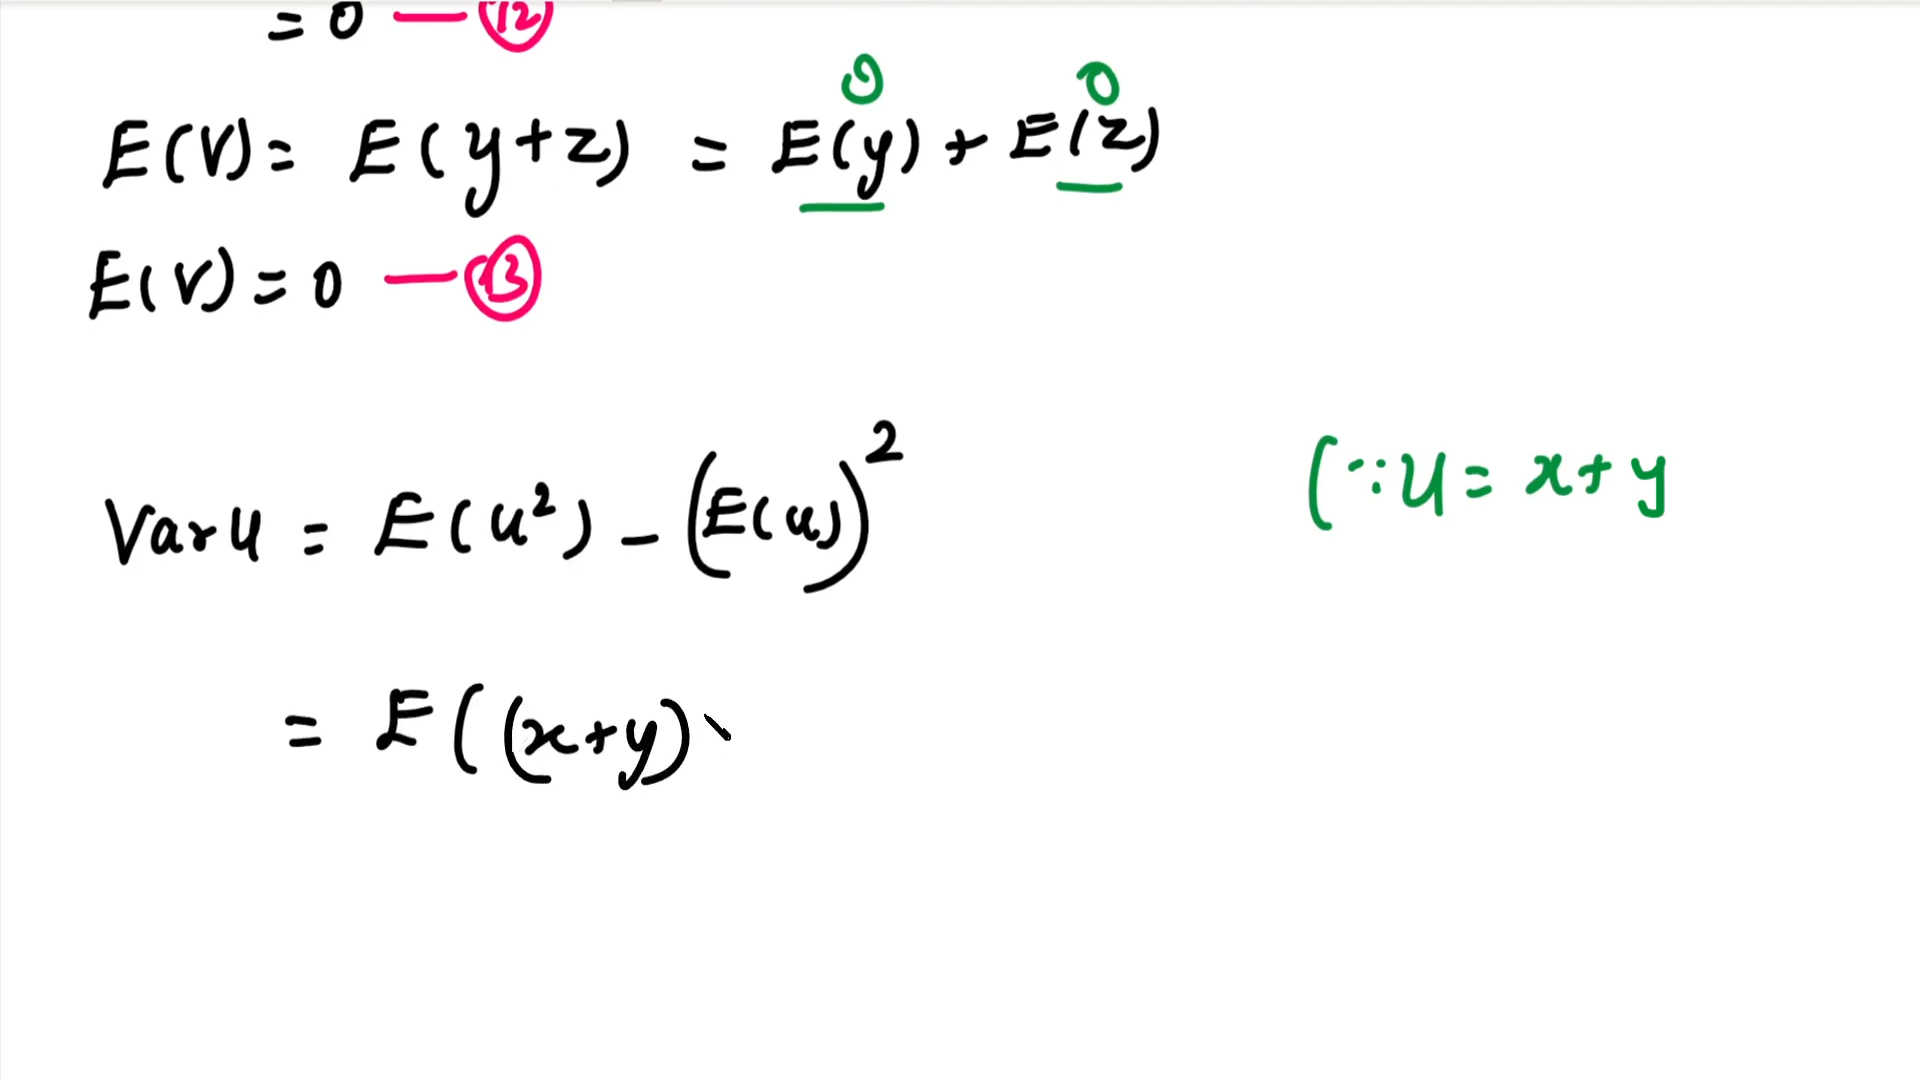 = 0 — 12
0 0
E(V) = E(y+z) = E(y) + E(z)
E(V) = 0 — 13
Var u = E(u²) - (E(u))² (∵ u = x+y
= E((x+y)